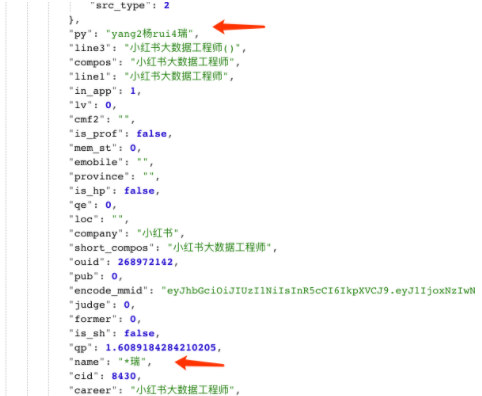 "src_type": 2
},
"py": "yang2杨rui4瑞",
"line3": "小红书大数据工程师()",
"compos": "小红书大数据工程师",
"line1": "小红书大数据工程师",
"in_app": 1,
"lv": 0,
"cmf2": "",
"is_prof": false,
"mem_st": 0,
"emobile": "",
"province": "",
"is_hp": false,
"qe": 0,
"loc": "",
"company": "小红书",
"short_compos": "小红书大数据工程师",
"ouid": 268972142,
"pub": 0,
"encode_mmid": "eyJhbGciOiJIUzI1NiIsInR5cCI6IkpXVCJ9.eyJlIjoxNzIwN
"judge": 0,
"former": 0,
"is_sh": false,
"qp": 1.6089184284210205,
"name": "*瑞",
"cid": 8430,
"career": "小红书大数据工程师",